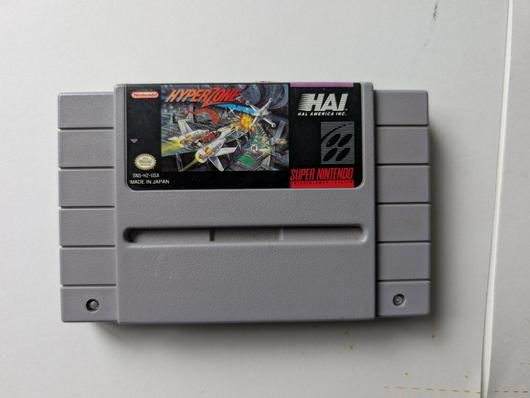 Nintendo
HYPERZONE
HAL
HAL AMERICA INC.
SNS-HZ-USA
MADE IN JAPAN
SUPER NINTENDO
ENTERTAINMENT SYSTEM